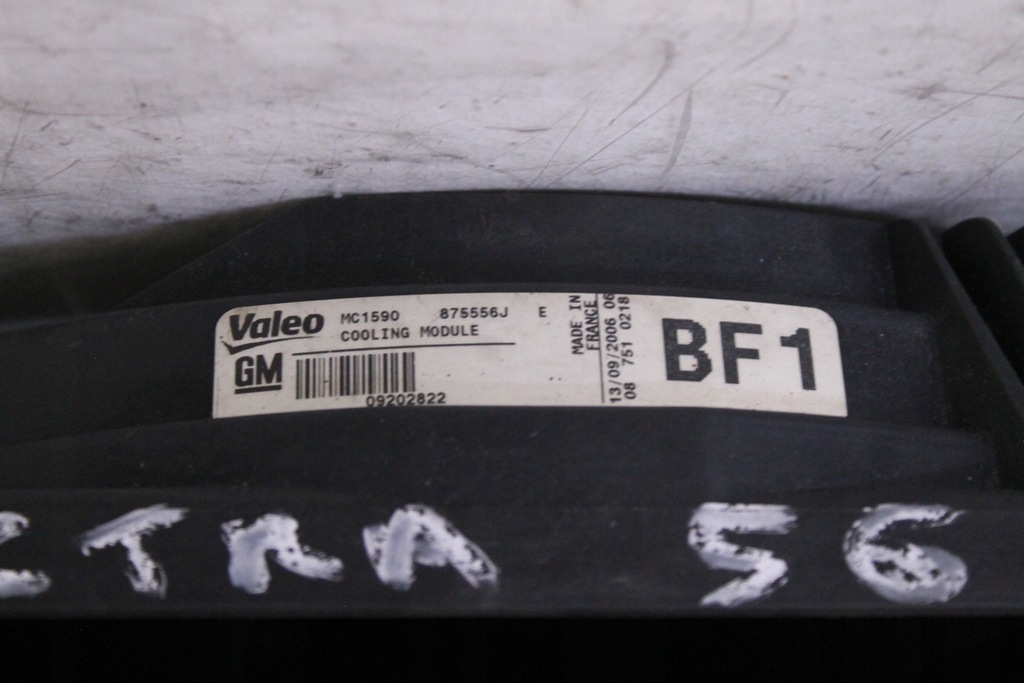 Valeo MC1590 875556J E
COOLING MODULE
GM
09202822
MADE IN
FRANCE
13/09/2006 06
08 751 0218
BF1
CTRA 56